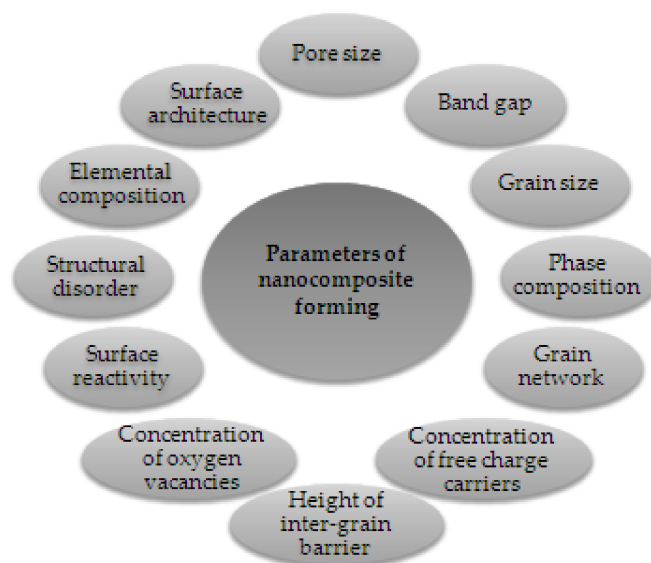 Pore size
Band gap
Grain size
Phase
composition
Grain
network
Concentration
of free charge
carriers
Height of
inter-grain
barrier
Concentration
of oxygen
vacancies
Surface
reactivity
Structural
disorder
Elemental
composition
Surface
architecture
Parameters of
nanocomposite
forming